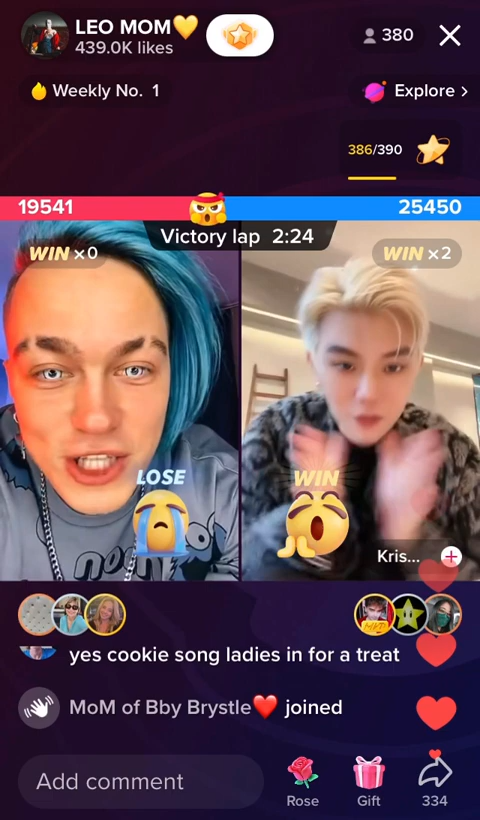 LEO MOM💛
439.0K likes
380
Weekly No. 1
Explore >
386/390
19541
25450
Victory lap 2:24
WIN x0
WIN x2
LOSE
WIN
Kris...
yes cookie song ladies in for a treat
MoM of Bby Brystle❤️ joined
Add comment
Rose
Gift
334